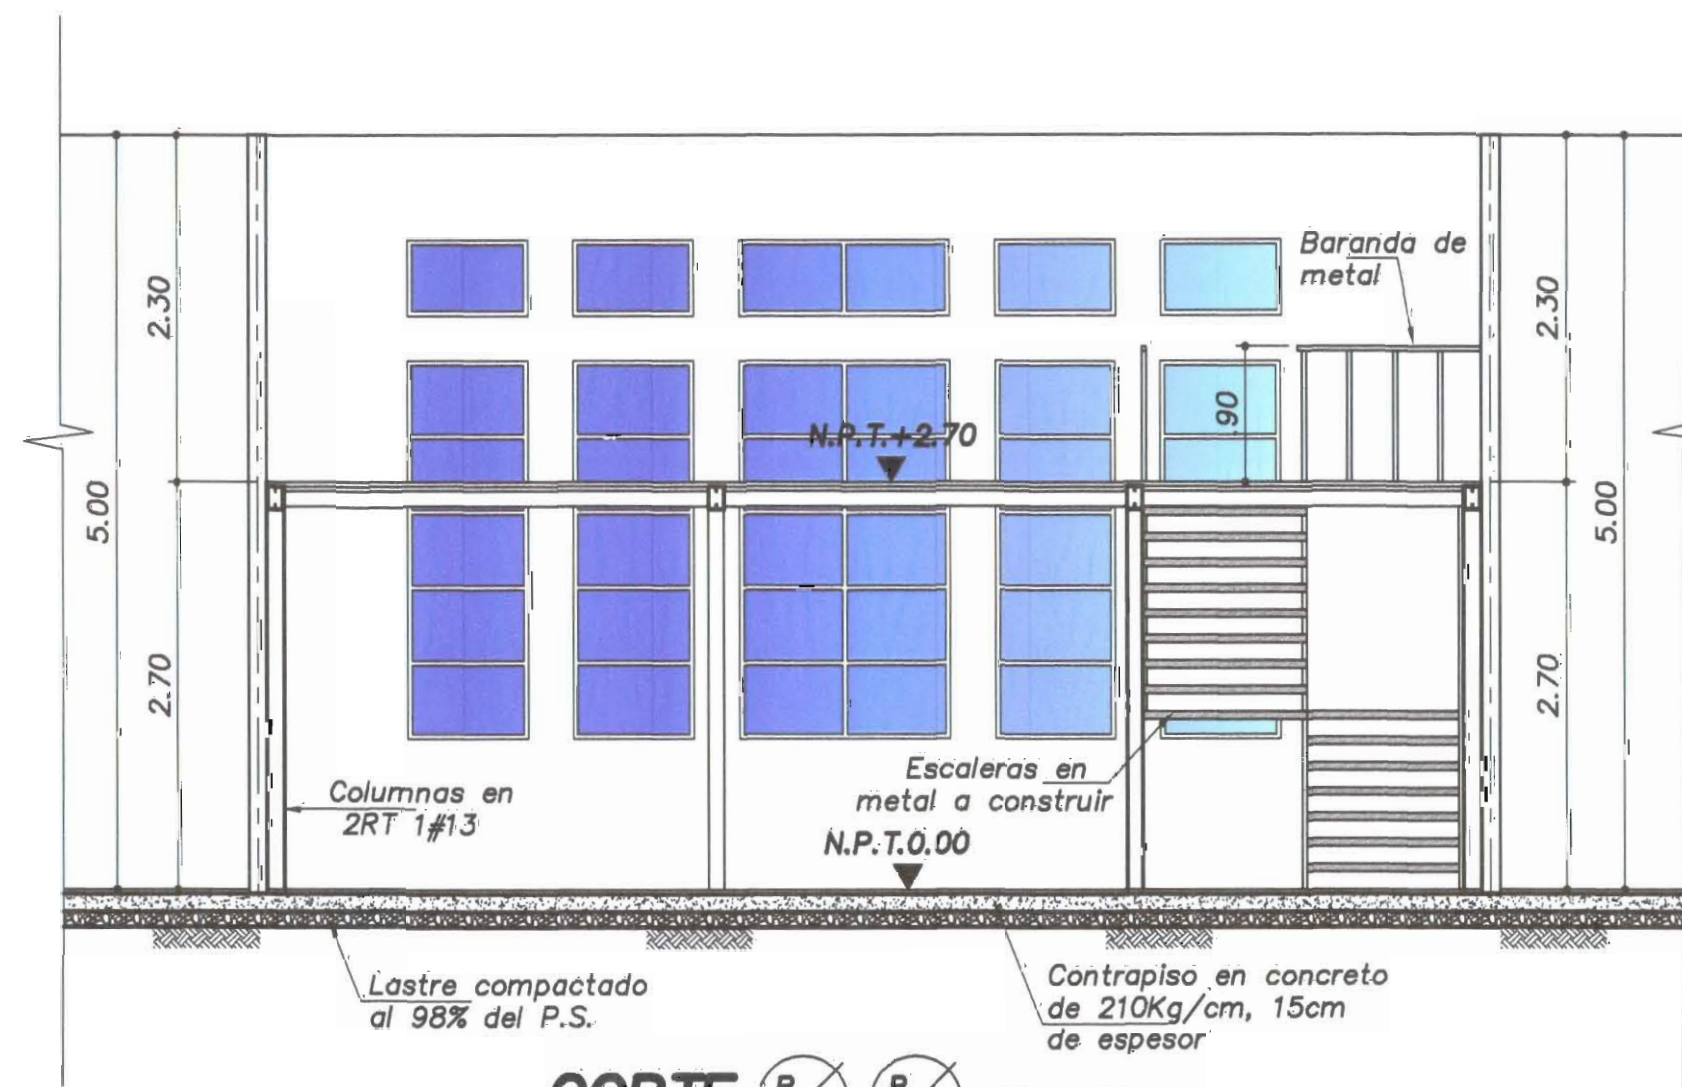 Baranda de
metal
2.30
2.30
.90
N.P.T.+2.70
5.00
5.00
2.70
2.70
Escaleras en
metal a construir
Columnas en
2RT 1#13
N.P.T.0.00
Lastre compactado
al 98% del P.S.
Contrapiso en concreto
de 210Kg/cm, 15cm
de espesor
CORTE